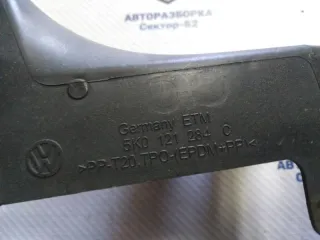 АВТОРАЗБОРКА
Сектор-62
Germany ETM
5K0 121 284 C
>PP-T20,TPO-(EPDM+PP)<